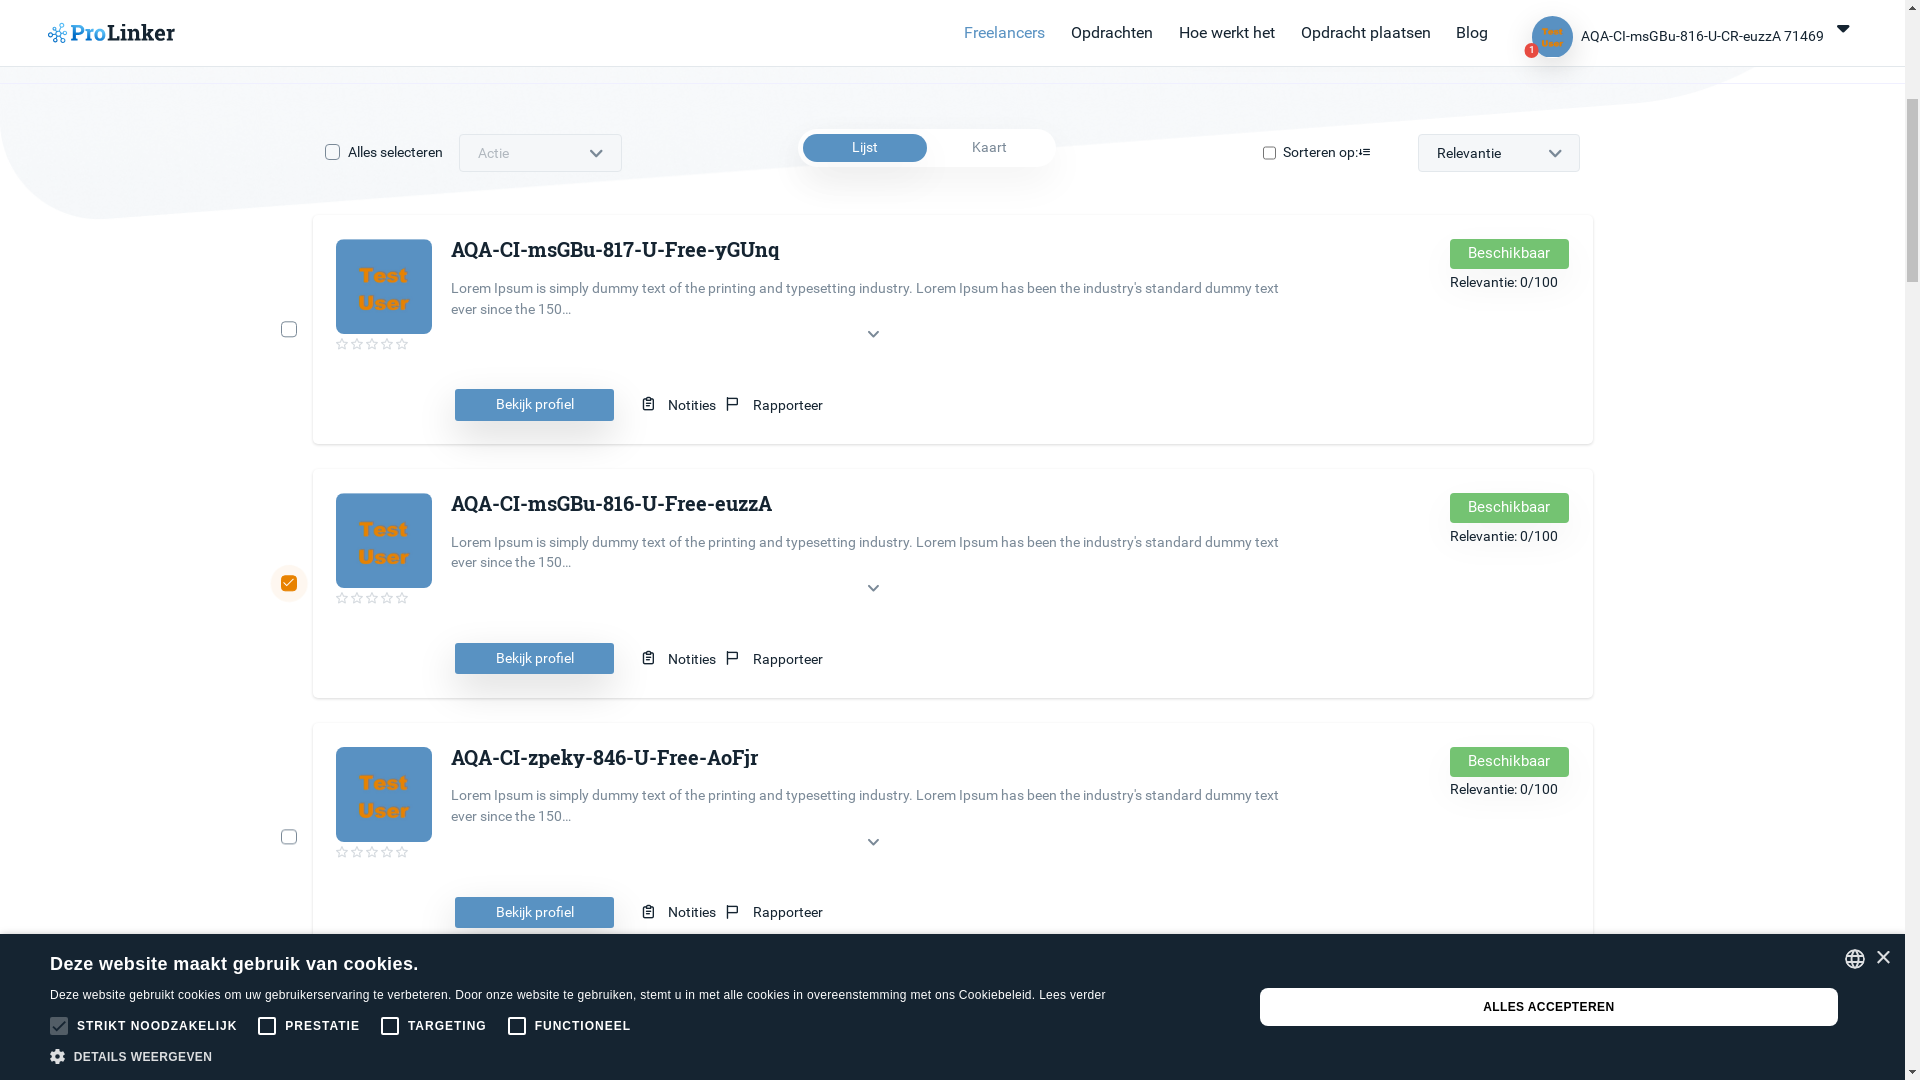 ProLinker
Freelancers
Opdrachten
Hoe werkt het
Opdracht plaatsen
Blog
Test
User
1
AQA-CI-msGBu-816-U-CR-euzzA 71469
Alles selecteren
Actie
Lijst
Kaart
Sorteren op:
Relevantie
Test
User
AQA-CI-msGBu-817-U-Free-yGUnq
Lorem Ipsum is simply dummy text of the printing and typesetting industry. Lorem Ipsum has been the industry's standard dummy text
ever since the 150...
Beschikbaar
Relevantie: 0/100
Bekijk profiel
Notities
Rapporteer
Test
User
AQA-CI-msGBu-816-U-Free-euzzA
Lorem Ipsum is simply dummy text of the printing and typesetting industry. Lorem Ipsum has been the industry's standard dummy text
ever since the 150...
Beschikbaar
Relevantie: 0/100
Bekijk profiel
Notities
Rapporteer
Test
User
AQA-CI-zpeky-846-U-Free-AoFjr
Lorem Ipsum is simply dummy text of the printing and typesetting industry. Lorem Ipsum has been the industry's standard dummy text
ever since the 150...
Beschikbaar
Relevantie: 0/100
Bekijk profiel
Notities
Rapporteer
Deze website maakt gebruik van cookies.
Deze website gebruikt cookies om uw gebruikerservaring te verbeteren. Door onze website te gebruiken, stemt u in met alle cookies in overeenstemming met ons Cookiebeleid. Lees verder
STRIKT NOODZAKELIJK
PRESTATIE
TARGETING
FUNCTIONEEL
DETAILS WEERGEVEN
ALLES ACCEPTEREN